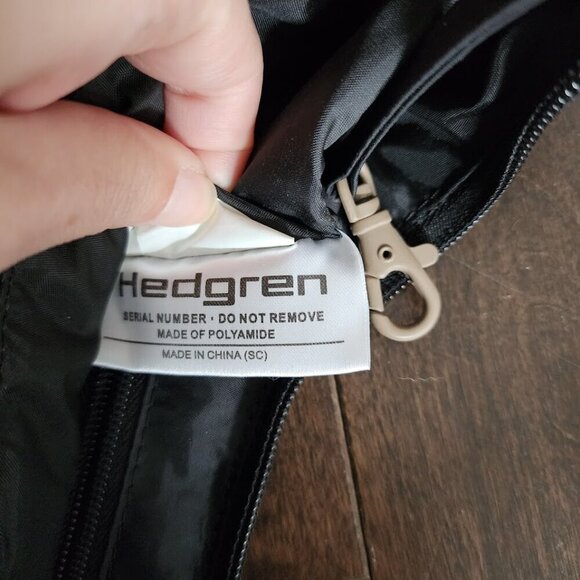 Hedgren
SERIAL NUMBER • DO NOT REMOVE
MADE OF POLYAMIDE
MADE IN CHINA (SC)